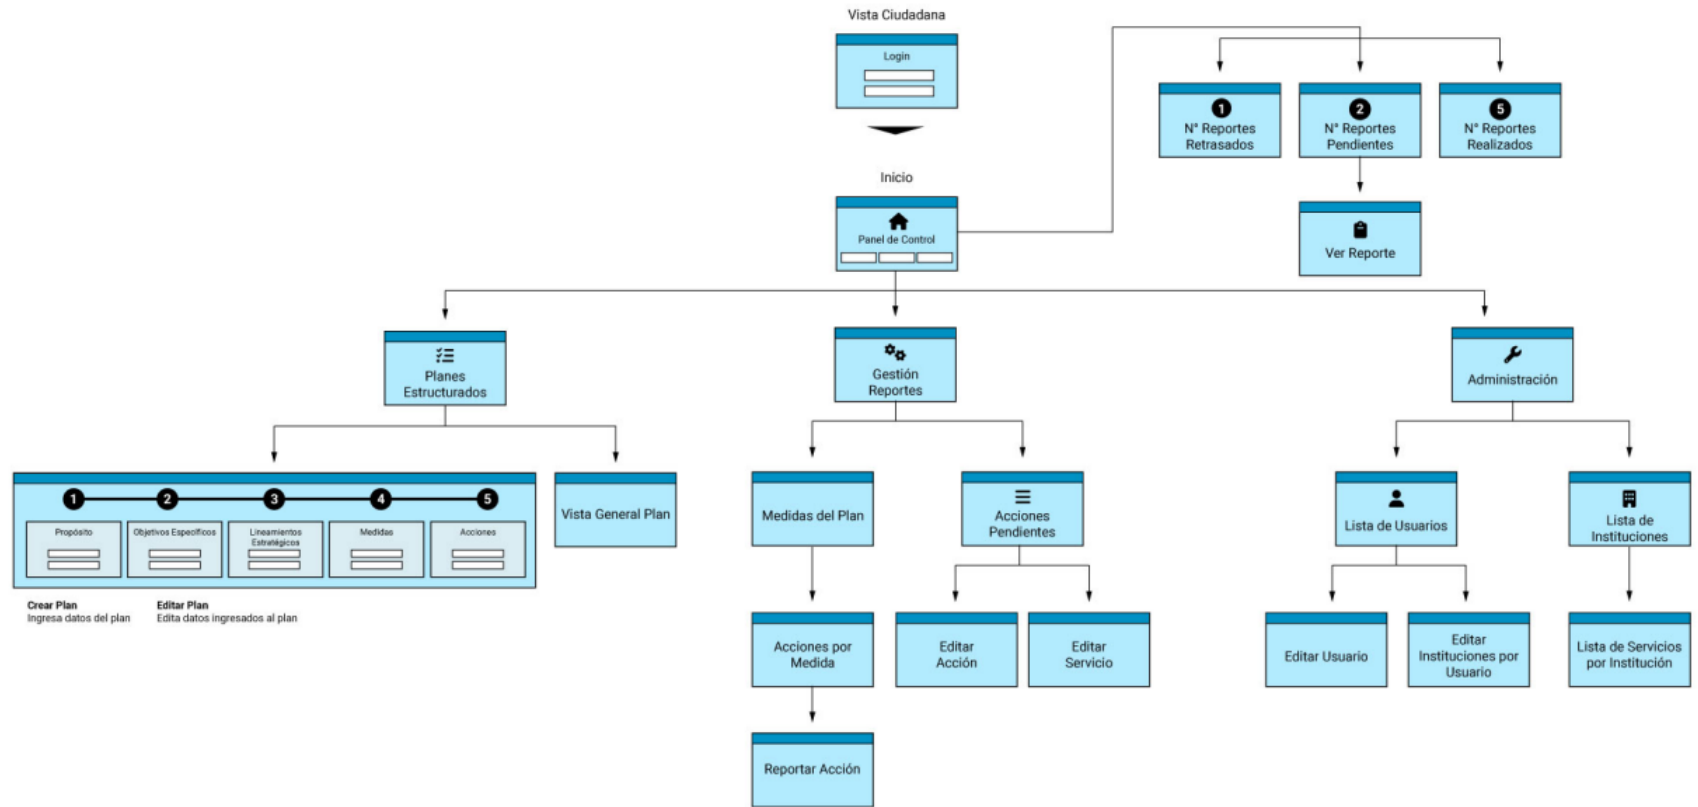 Vista Ciudadana
Login
1
N° Reportes
Retrasados
2
N° Reportes
Pendientes
5
N° Reportes
Realizados
Inicio
Panel de Control
Ver Reporte
Planes
Estructurados
Gestión
Reportes
Administración
1
2
3
4
5
Propósito
Objetivos Específicos
Lineamientos
Estratégicos
Medidas
Acciones
Crear Plan
Ingresa datos del plan
Editar Plan
Edita datos ingresados al plan
Vista General Plan
Medidas del Plan
Acciones
Pendientes
Lista de Usuarios
Lista de
Instituciones
Acciones por
Medida
Editar
Acción
Editar
Servicio
Editar Usuario
Editar
Instituciones por
Usuario
Lista de Servicios
por Institución
Reportar Acción